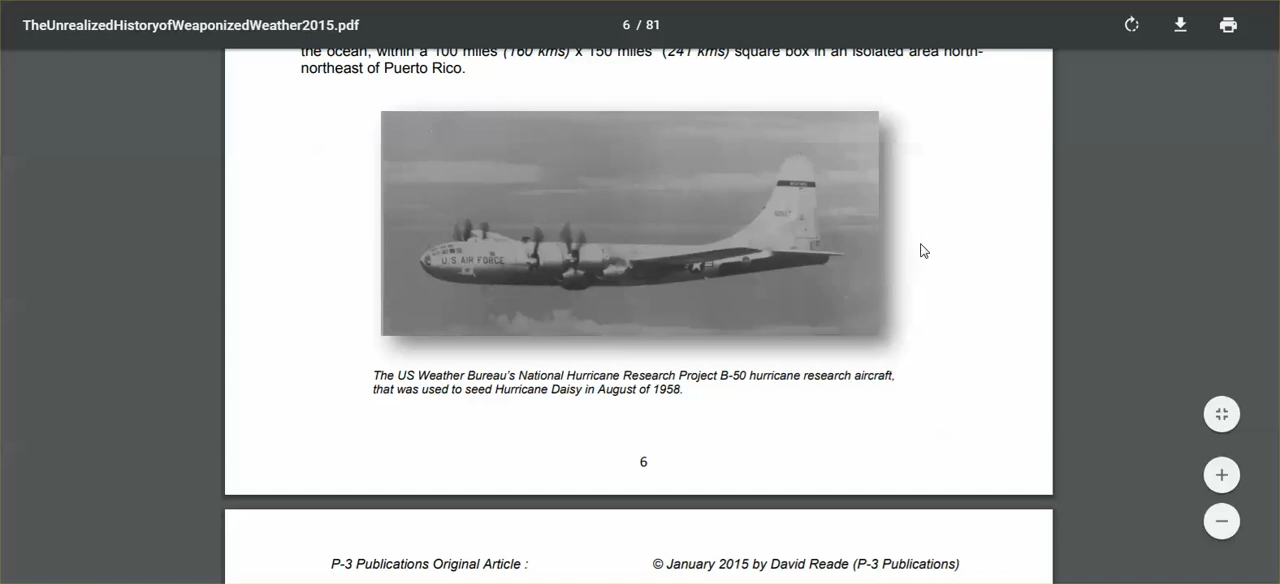 TheUnrealizedHistoryofWeaponizedWeather2015.pdf
6 / 81
the ocean, within a 100 miles (160 kms) x 150 miles (241 kms) square box in an isolated area north-
northeast of Puerto Rico.
U.S. AIR FORCE
The US Weather Bureau's National Hurricane Research Project B-50 hurricane research aircraft,
that was used to seed Hurricane Daisy in August of 1958.
6
P-3 Publications Original Article :
© January 2015 by David Reade (P-3 Publications)